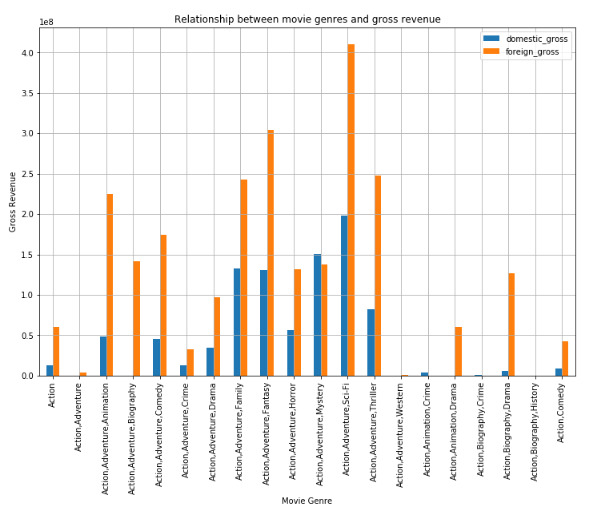 Relationship between movie genres and gross revenue
1e8
domestic_gross
foreign_gross
4.0
3.5
3.0
2.5
2.0
1.5
1.0
0.5
0.0
Gross Revenue
Action
Action,Adventure
Action,Adventure,Animation
Action,Adventure,Biography
Action,Adventure,Comedy
Action,Adventure,Crime
Action,Adventure,Drama
Action,Adventure,Family
Action,Adventure,Fantasy
Action,Adventure,Horror
Action,Adventure,Mystery
Action,Adventure,Sci-Fi
Action,Adventure,Thriller
Action,Adventure,Western
Action,Animation,Crime
Action,Animation,Drama
Action,Biography,Crime
Action,Biography,Drama
Action,Biography,History
Action,Comedy
Movie Genre